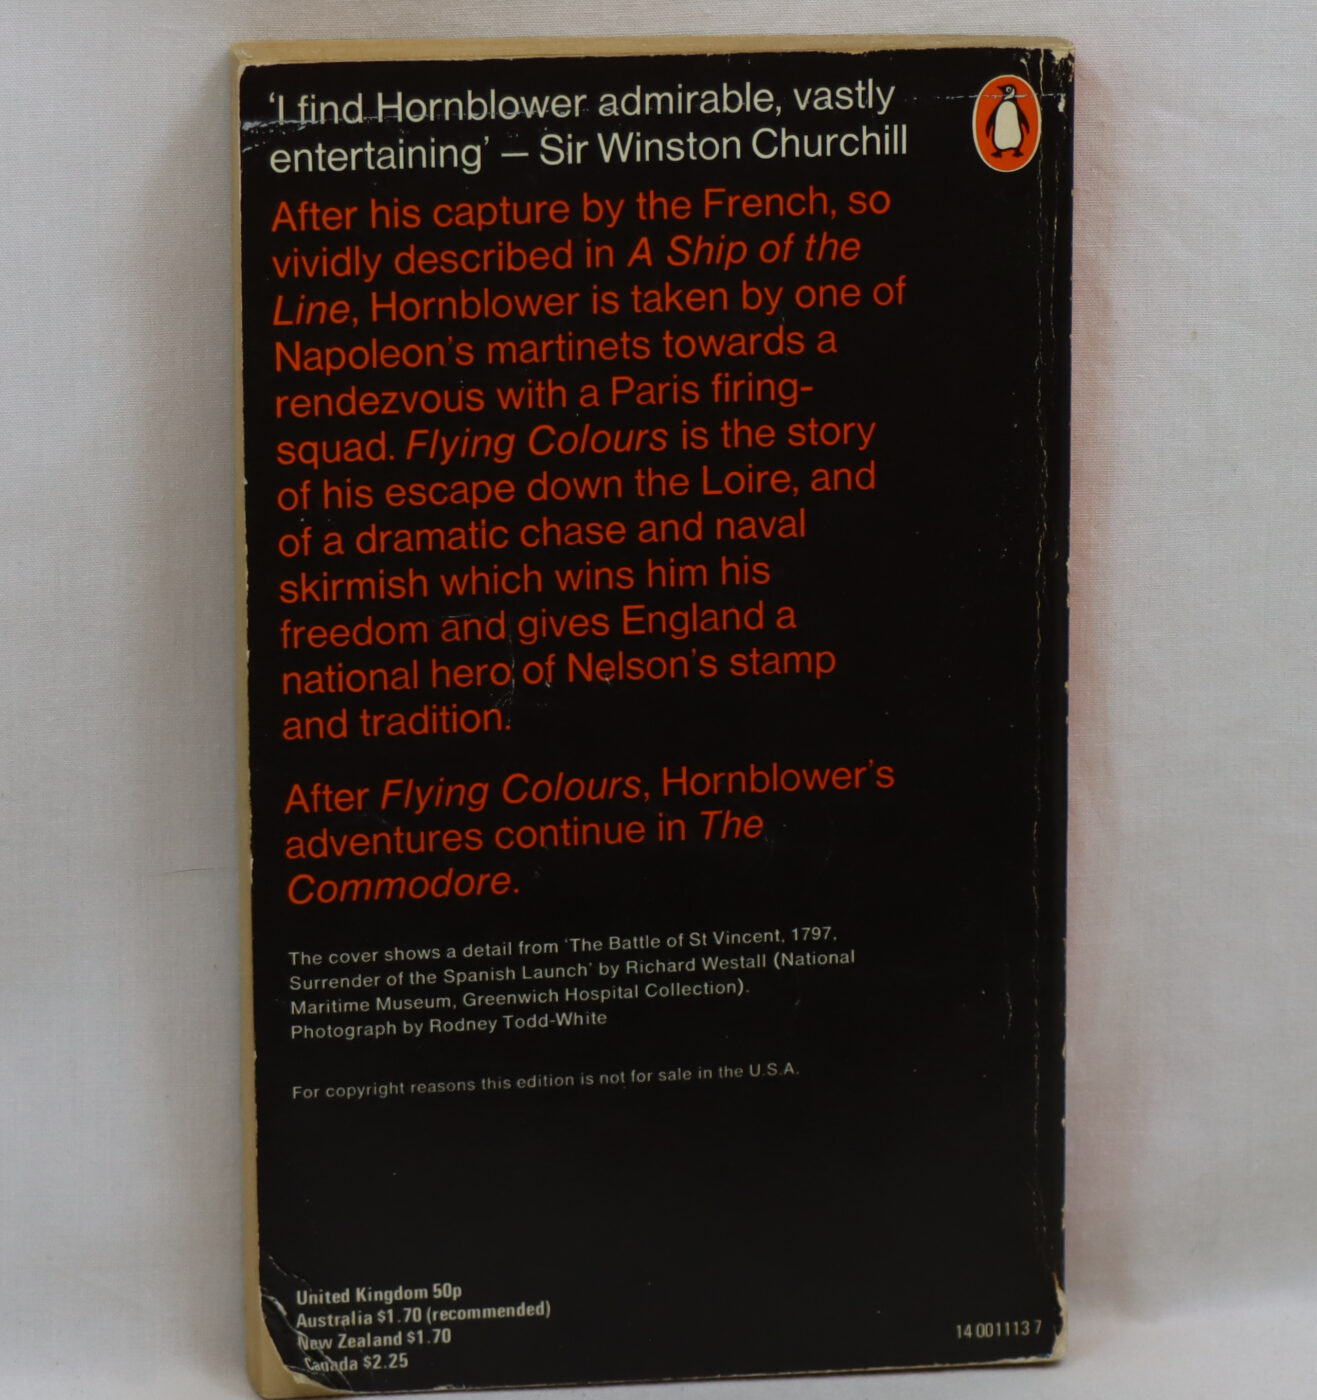 ‘I find Hornblower admirable, vastly
entertaining’ – Sir Winston Churchill
After his capture by the French, so
vividly described in A Ship of the
Line, Hornblower is taken by one of
Napoleon’s martinets towards a
rendezvous with a Paris firing-
squad. Flying Colours is the story
of his escape down the Loire, and
of a dramatic chase and naval
skirmish which wins him his
freedom and gives England a
national hero of Nelson’s stamp
and tradition.
After Flying Colours, Hornblower’s
adventures continue in The
Commodore.
The cover shows a detail from ‘The Battle of St Vincent, 1797,
Surrender of the Spanish Launch’ by Richard Westall (National
Maritime Museum, Greenwich Hospital Collection).
Photograph by Rodney Todd-White
For copyright reasons this edition is not for sale in the U.S.A.
United Kingdom 50p
Australia $1.70 (recommended)
New Zealand $1.70
Canada $2.25
14 001113 7